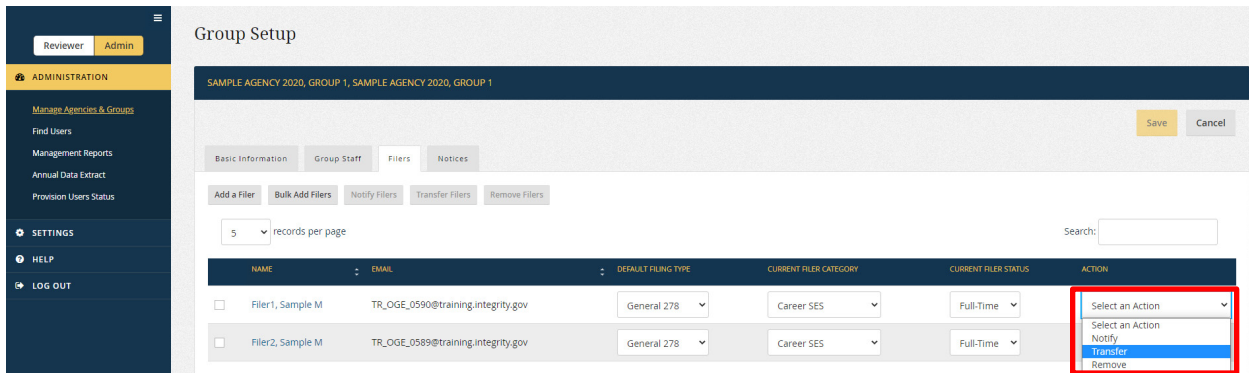 Reviewer Admin
ADMINISTRATION
Manage Agencies & Groups
Find Users
Management Reports
Annual Data Extract
Provision Users Status
SETTINGS
HELP
LOG OUT
Group Setup
SAMPLE AGENCY 2020, GROUP 1, SAMPLE AGENCY 2020, GROUP 1
Save Cancel
Basic Information Group Staff Filers Notices
Add a Filer Bulk Add Filers Notify Filers Transfer Filers Remove Filers
5 records per page Search:
NAME EMAIL DEFAULT FILING TYPE CURRENT FILER CATEGORY CURRENT FILER STATUS ACTION
Filer1, Sample M TR_OGE_0590@training.integrity.gov General 278 Career SES Full-Time Select an Action
Select an Action
Notify
Filer2, Sample M TR_OGE_0589@training.integrity.gov General 278 Career SES Full-Time Transfer
Remove